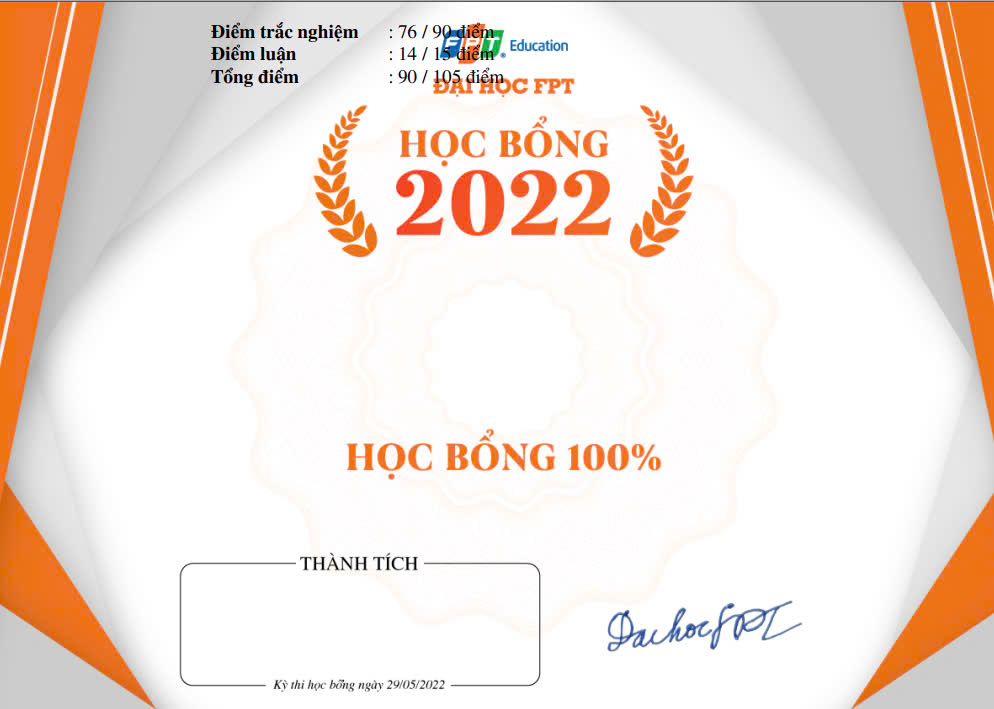 Điểm trắc nghiệm : 76 / 90 điểm
Điểm luận : 14 / 15 điểm
Tổng điểm : 90 / 105 điểm
FPT Education
ĐẠI HỌC FPT
HỌC BỔNG
2022
HỌC BỔNG 100%
THÀNH TÍCH
Kỳ thi học bổng ngày 29/05/2022
Đai học FPT